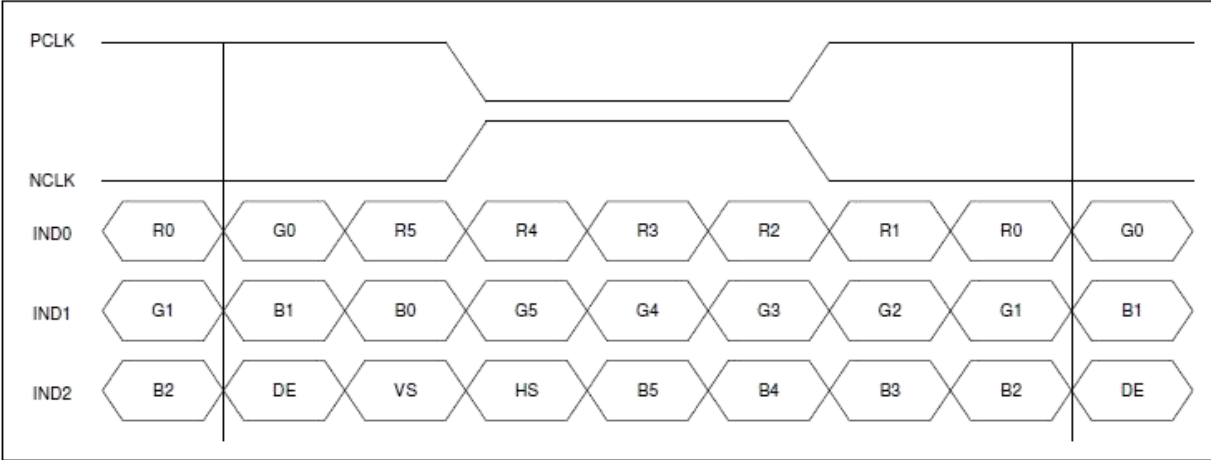 PCLK
NCLK
IND0 R0 G0 R5 R4 R3 R2 R1 R0 G0
IND1 G1 B1 B0 G5 G4 G3 G2 G1 B1
IND2 B2 DE VS HS B5 B4 B3 B2 DE